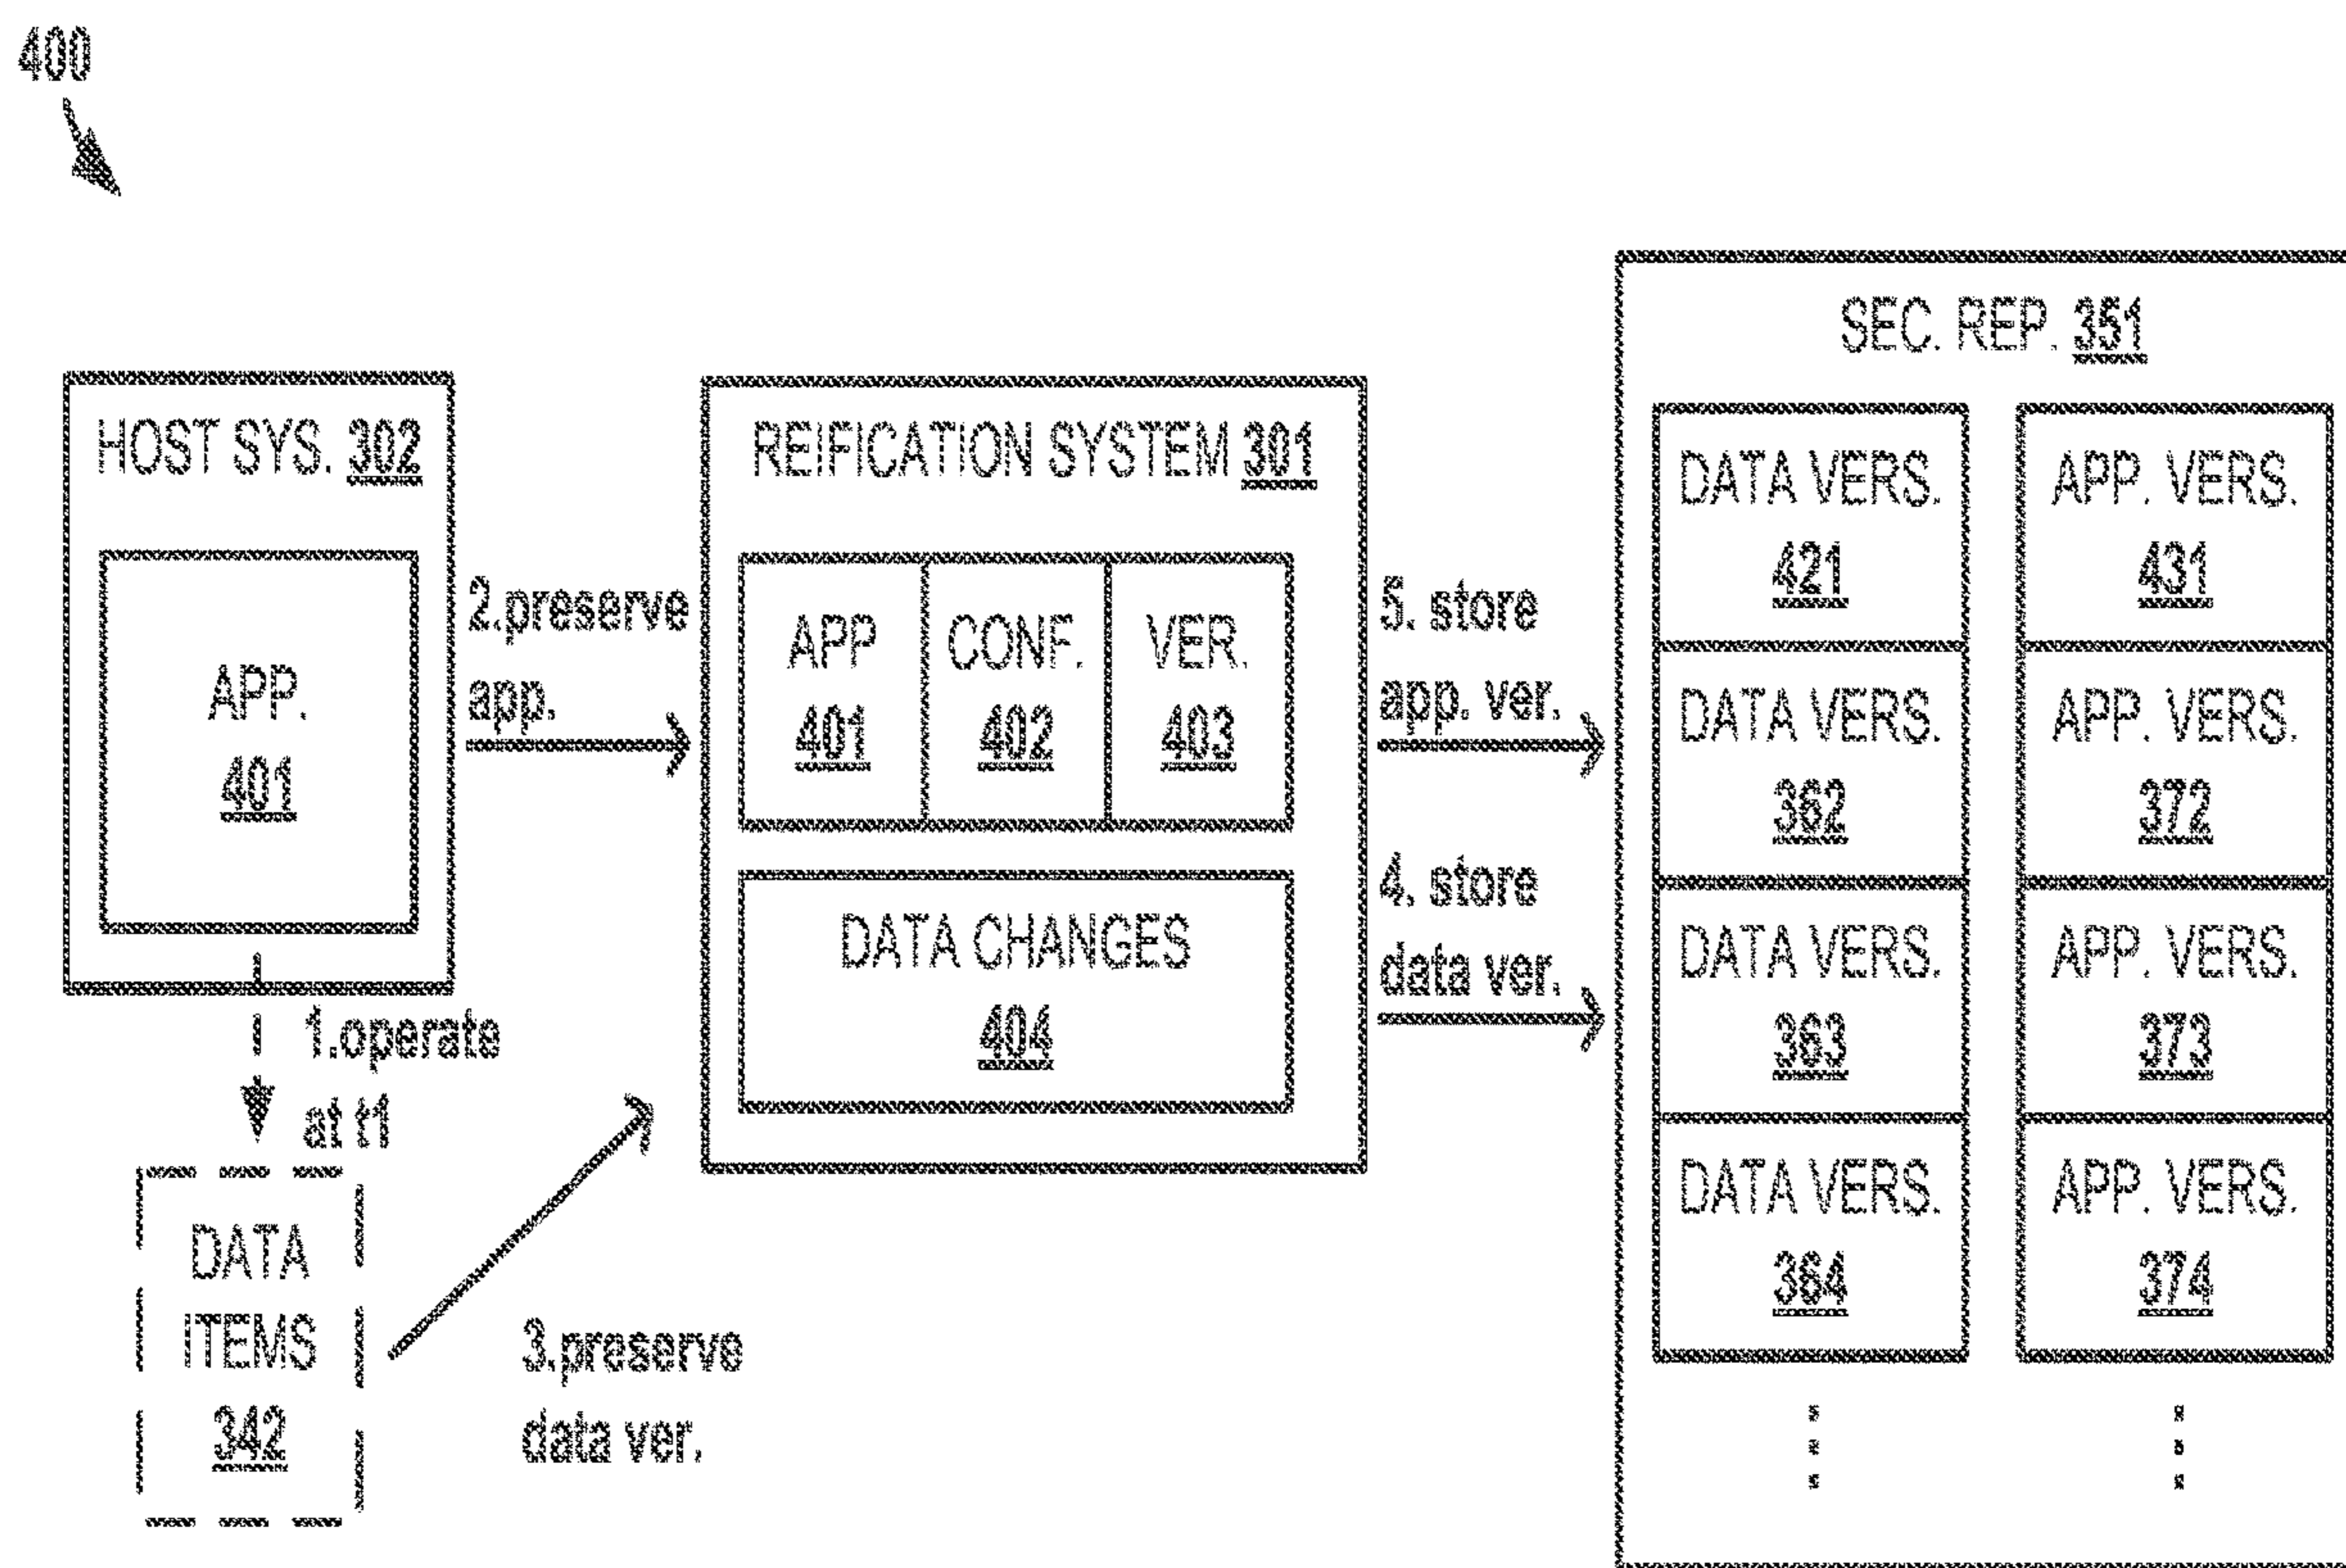 400
HOST SYS. 302
APP.
401
1.operate
at t1
DATA
ITEMS
342
2.preserve
app.
3.preserve
data ver.
REIFICATION SYSTEM 301
APP
401
CONF.
402
VER.
403
DATA CHANGES
404
5. store
app. ver.
4. store
data ver.
SEC. REP. 351
DATA VERS.
421
DATA VERS.
362
DATA VERS.
363
DATA VERS.
364
APP. VERS.
431
APP. VERS.
372
APP. VERS.
373
APP. VERS.
374